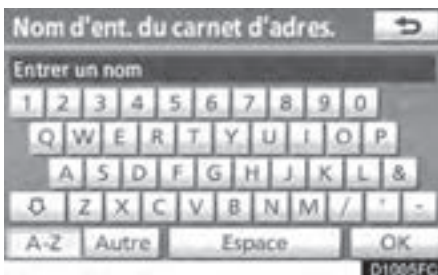 Nom d'ent. du carnet d'adres.
Entrer un nom
1 2 3 4 5 6 7 8 9 0
Q W E R T Y U I O P
A S D F G H J K L &
Z X C V B N M / ' -
A-Z Autre Espace OK
D1005FC